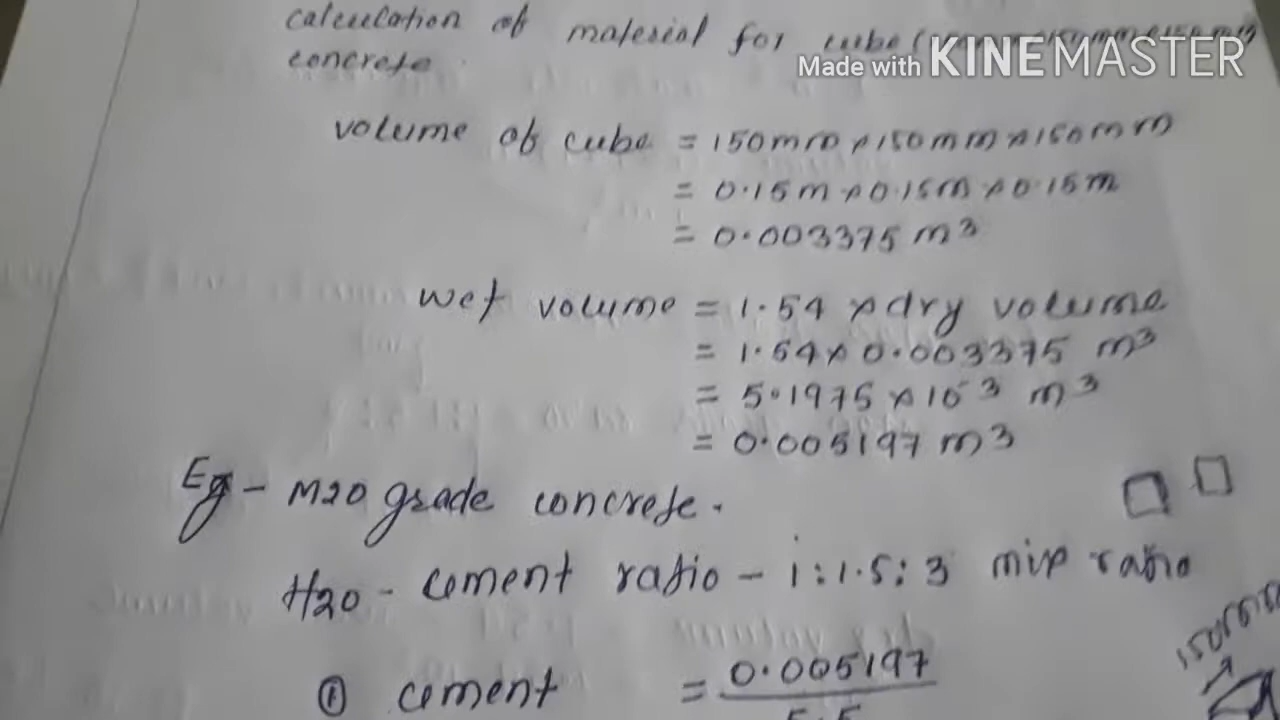 calculation of material for cube (
Made with KINEMASTER
concrete.
volume of cube = 150mm x 150mm x 150mm
= 0.15m x 0.15m x 0.15m
= 0.003375 m3
wet volume = 1.54 x dry volume
= 1.54 x 0.003375 m3
= 5.1975 x 10-3 m3
= 0.005197 m3
Eg - M20 grade concrete.
H20 - cement ratio - 1:1.5:3 mix ratio
① cement = 0.005197
5.5